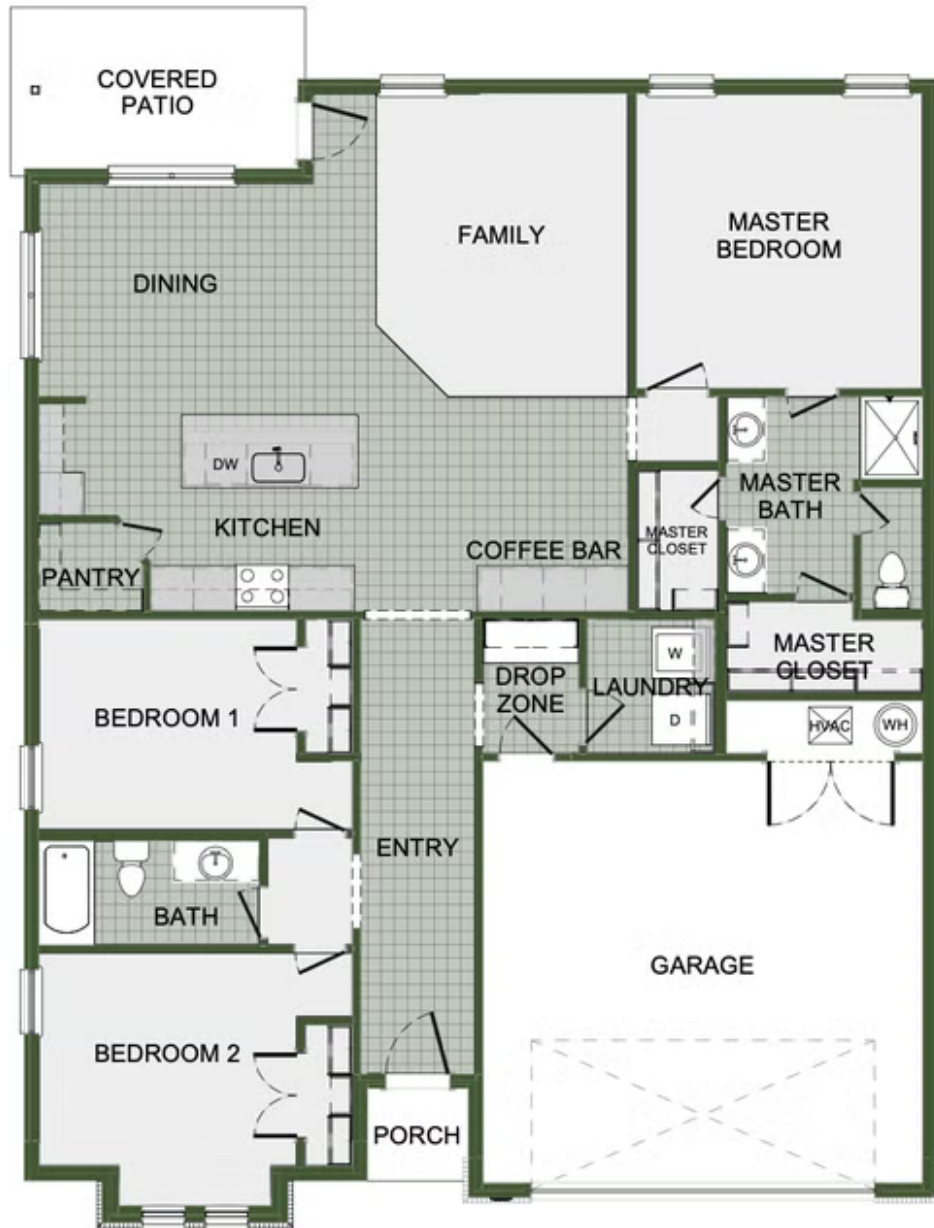 COVERED
PATIO
FAMILY
MASTER
BEDROOM
DINING
DW
KITCHEN
COFFEE BAR
MASTER
CLOSET
MASTER
BATH
PANTRY
MASTER
CLOSET
DROP
ZONE
LAUNDRY
W
D
BEDROOM 1
HVAC
WH
ENTRY
BATH
GARAGE
BEDROOM 2
PORCH